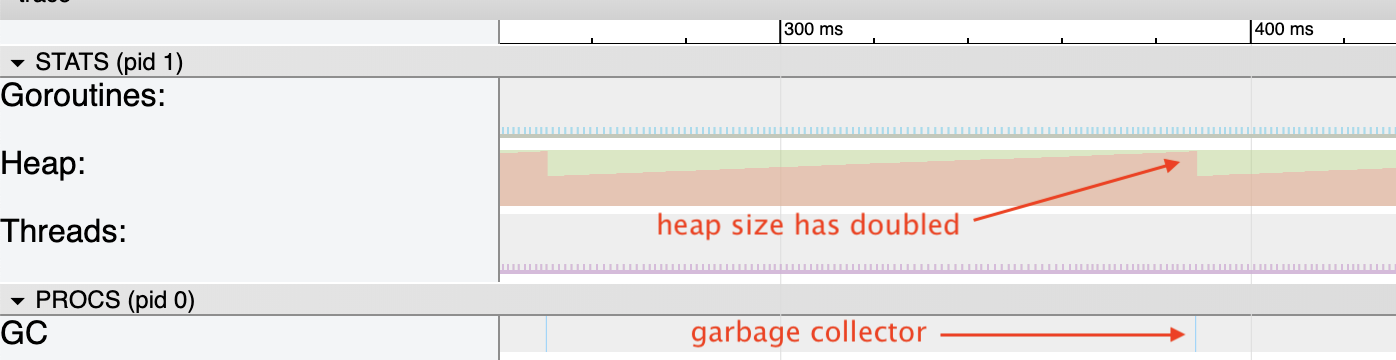 trace
300 ms
400 ms
STATS (pid 1)
Goroutines:
Heap:
heap size has doubled
Threads:
PROCS (pid 0)
GC
garbage collector